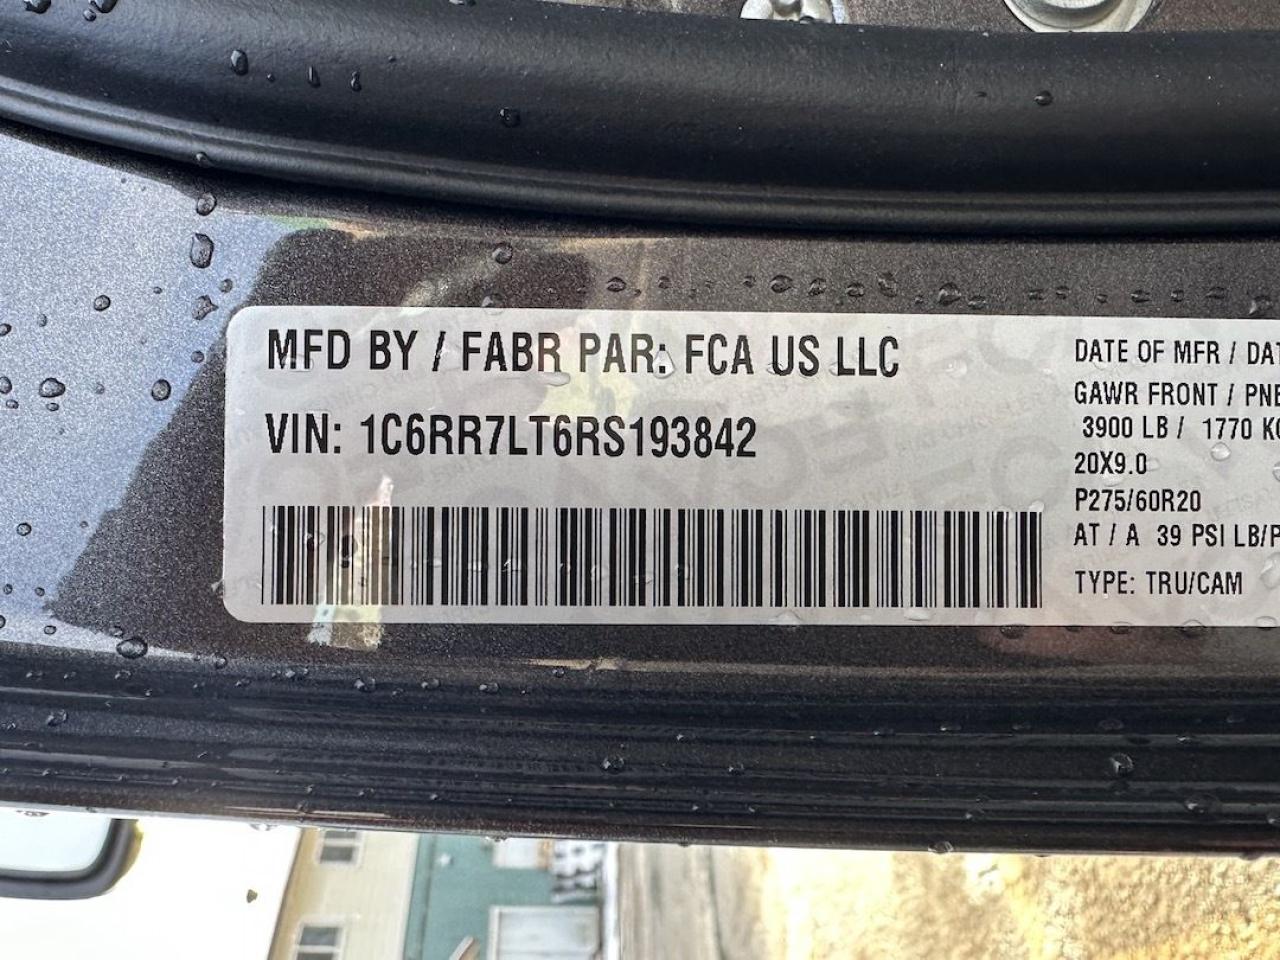 MFD BY / FABR PAR: FCA US LLC
VIN: 1C6RR7LT6RS193842
DATE OF MFR / DAT
GAWR FRONT / PNE
3900 LB / 1770 KG
20X9.0
P275/60R20
AT / A 39 PSI LB/P
TYPE: TRU/CAM